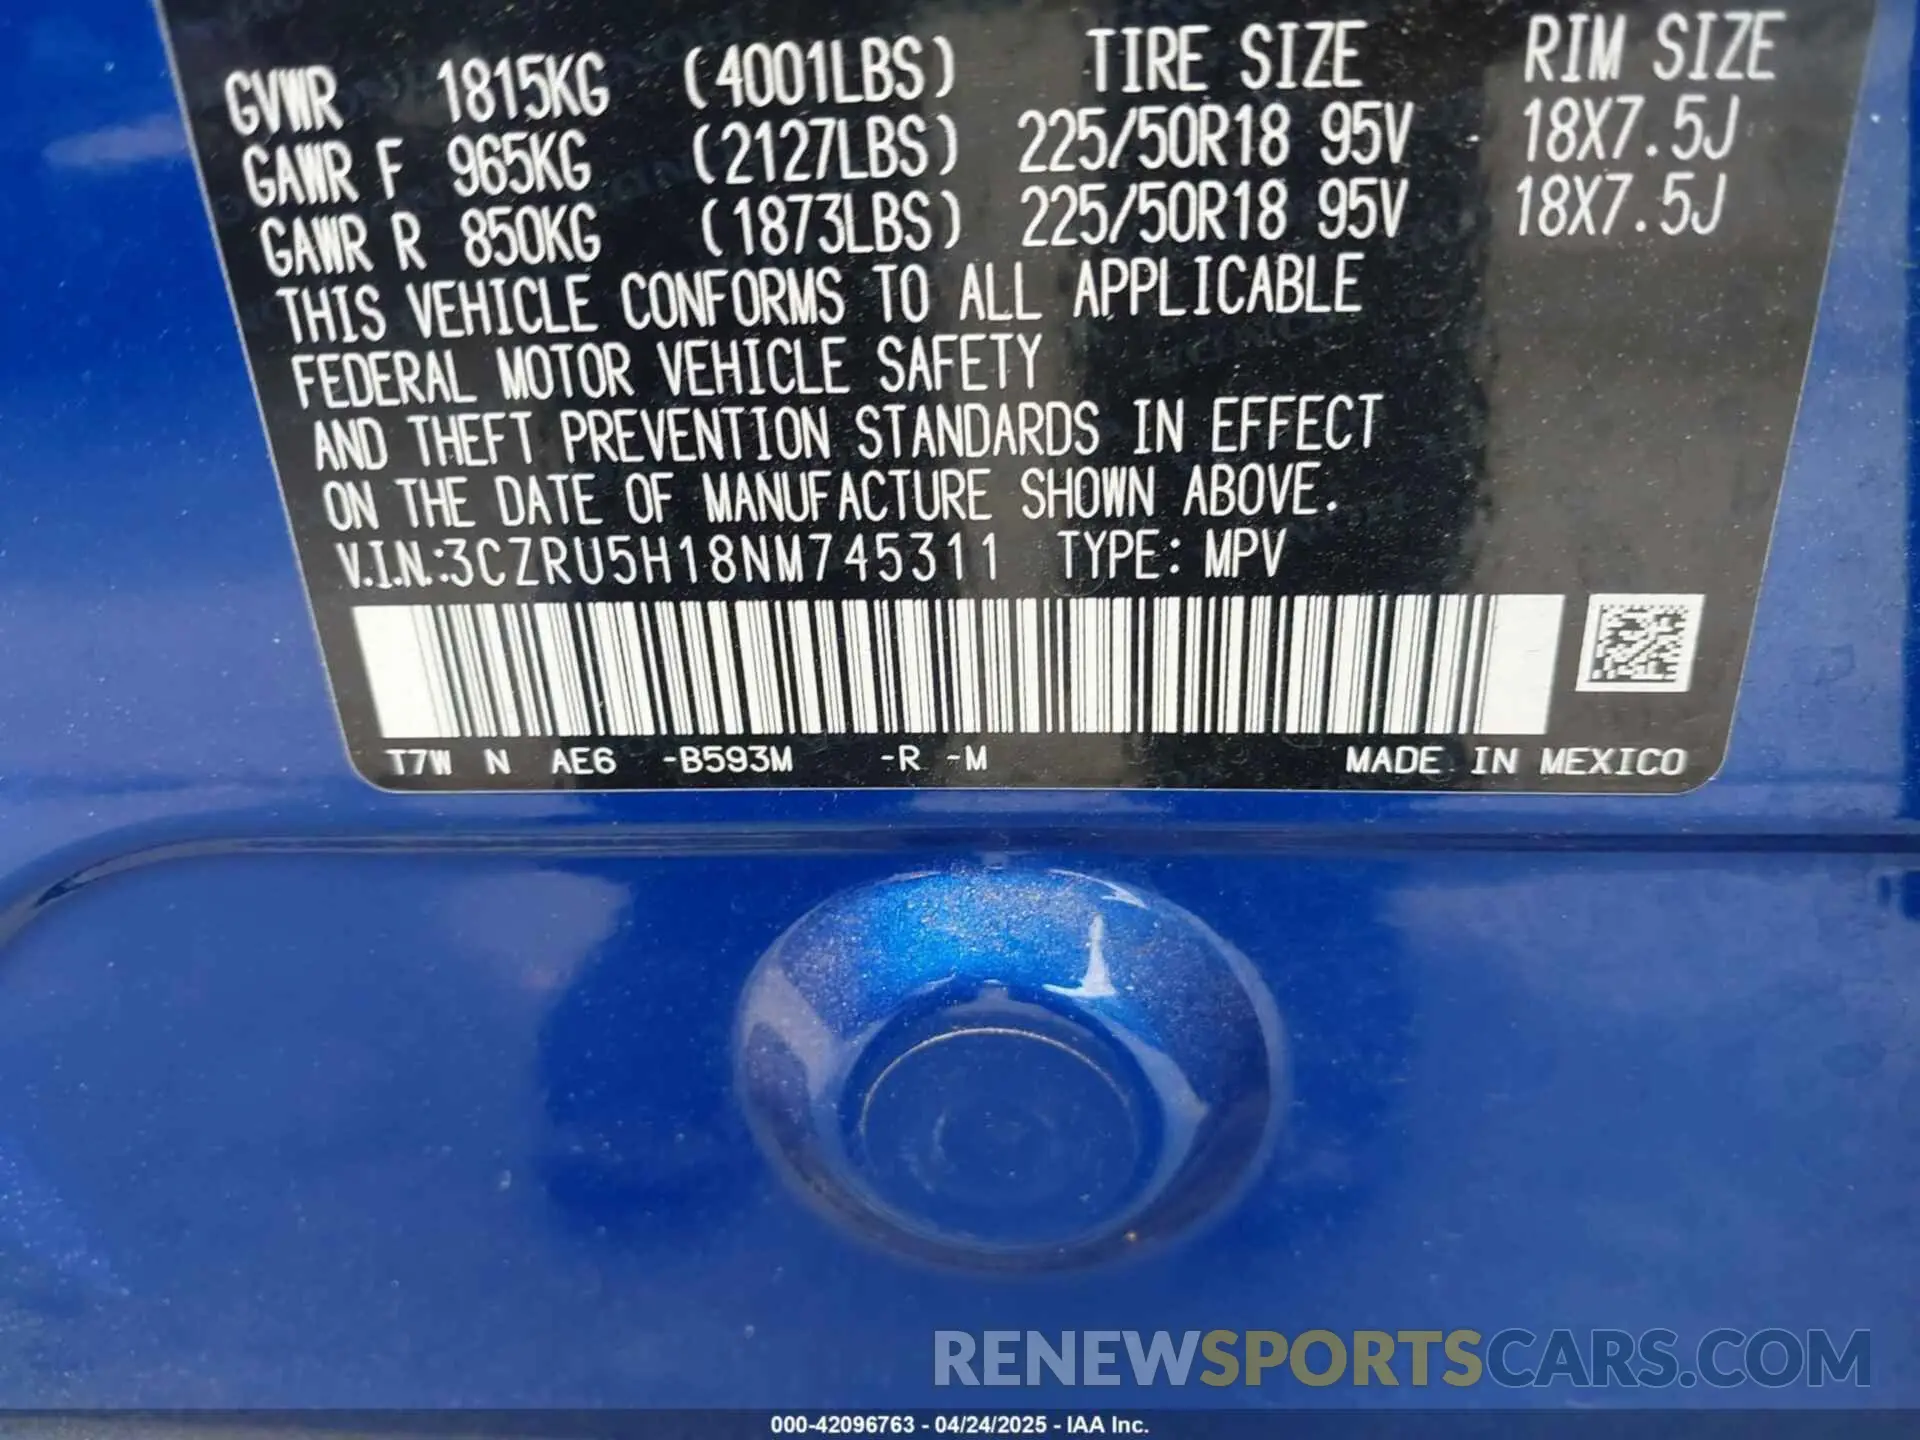 GVWR 1815KG (4001LBS) TIRE SIZE RIM SIZE
GAWR F 965KG (2127LBS) 225/50R18 95V 18X7.5J
GAWR R 850KG (1873LBS) 225/50R18 95V 18X7.5J
THIS VEHICLE CONFORMS TO ALL APPLICABLE
FEDERAL MOTOR VEHICLE SAFETY
AND THEFT PREVENTION STANDARDS IN EFFECT
ON THE DATE OF MANUFACTURE SHOWN ABOVE.
V.I.N.:3CZRU5H18NM745311 TYPE: MPV
T7W N AE6 -B593M -R -M MADE IN MEXICO
RENEWSPORTSCARS.COM
000-42096763 - 04/24/2025 - IAA Inc.